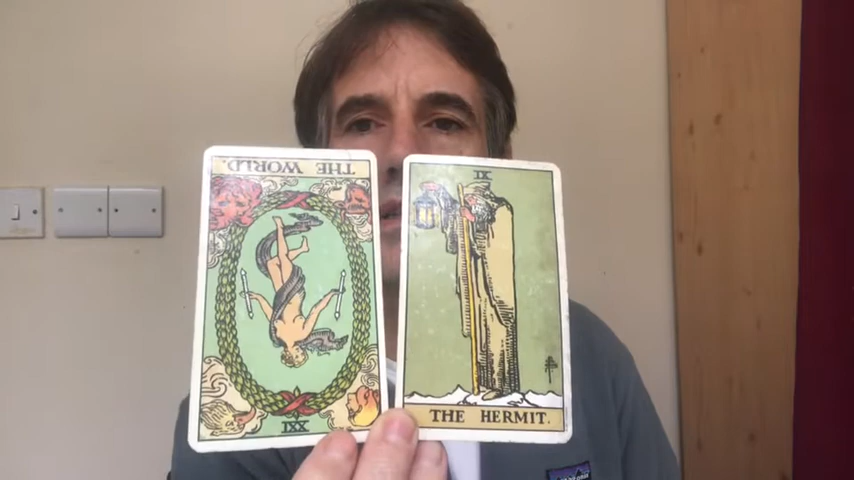 THE WORLD.
XXI
IX
THE HERMIT.